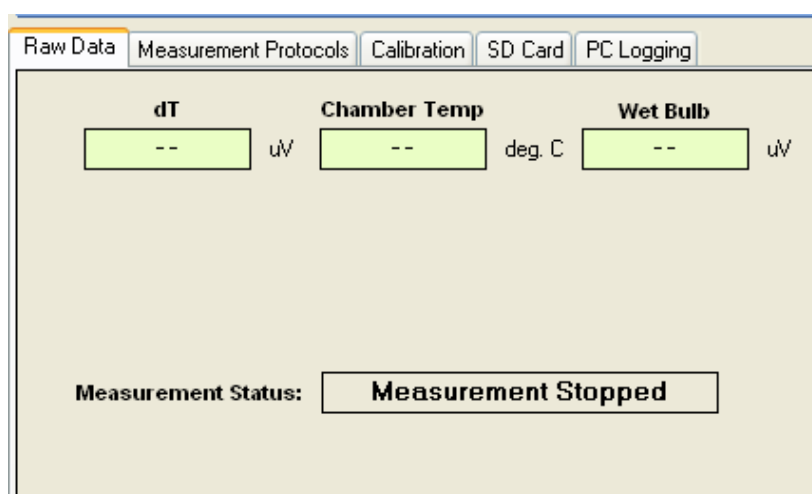 Raw Data Measurement Protocols Calibration SD Card PC Logging
dT Chamber Temp Wet Bulb
-- uV -- deg. C -- uV
Measurement Status: Measurement Stopped